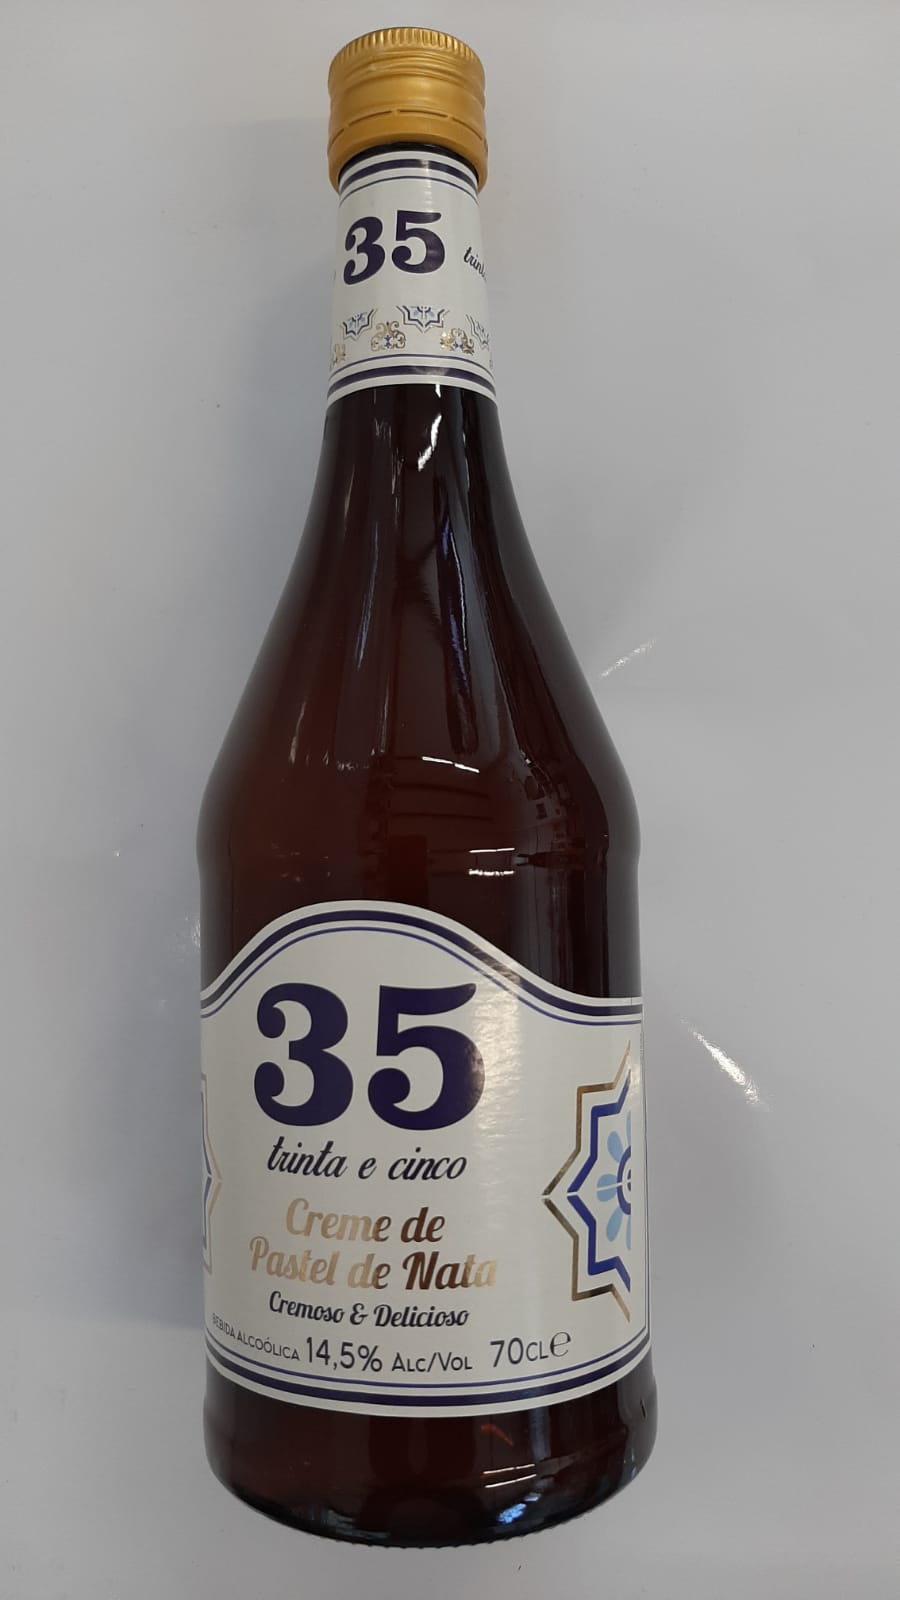 35
35
trinta e cinco
Creme de
Pastel de Nata
Cremoso & Delicioso
BEBIDA ALCOÓLICA 14,5% ALC/VOL 70CL℮